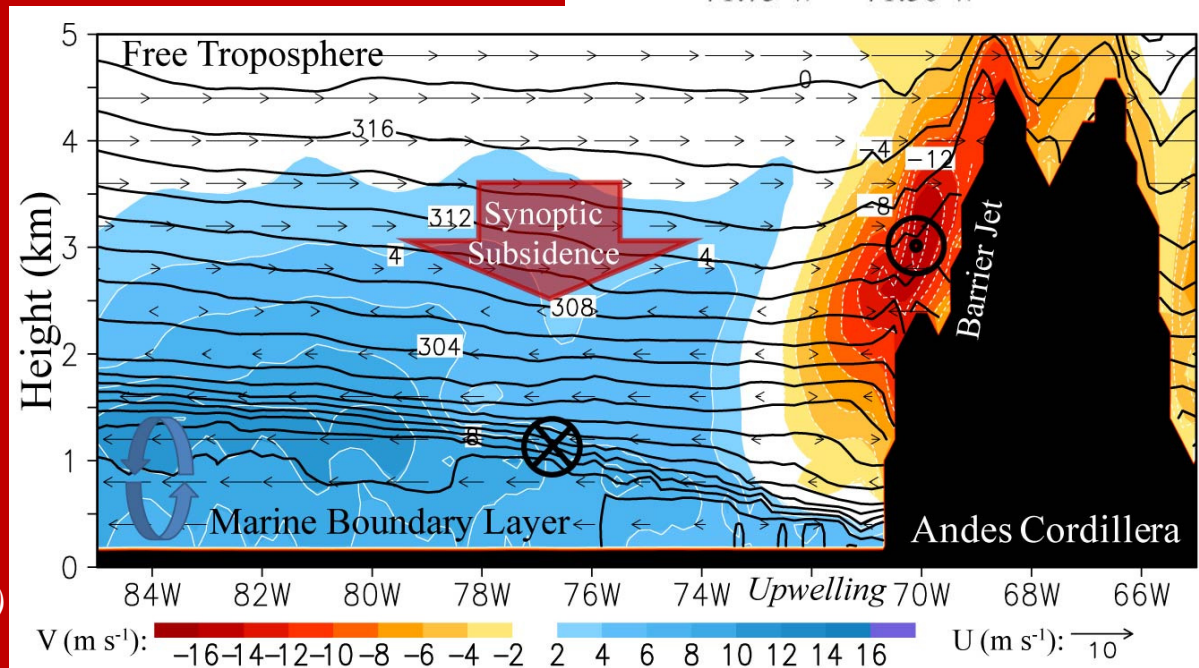 5
Free Troposphere
0
316
4
-4
-12
-8
312
Synoptic
Subsidence
3
4
4
Barrier Jet
308
Height (km)
304
2
8
1
Marine Boundary Layer
Andes Cordillera
0
84W 82W 80W 78W 76W 74W Upwelling 70W 68W 66W
V (m s-1):
-16-14-12-10-8 -6 -4 -2 2 4 6 8 10 12 14 16
U (m s-1):
10
)